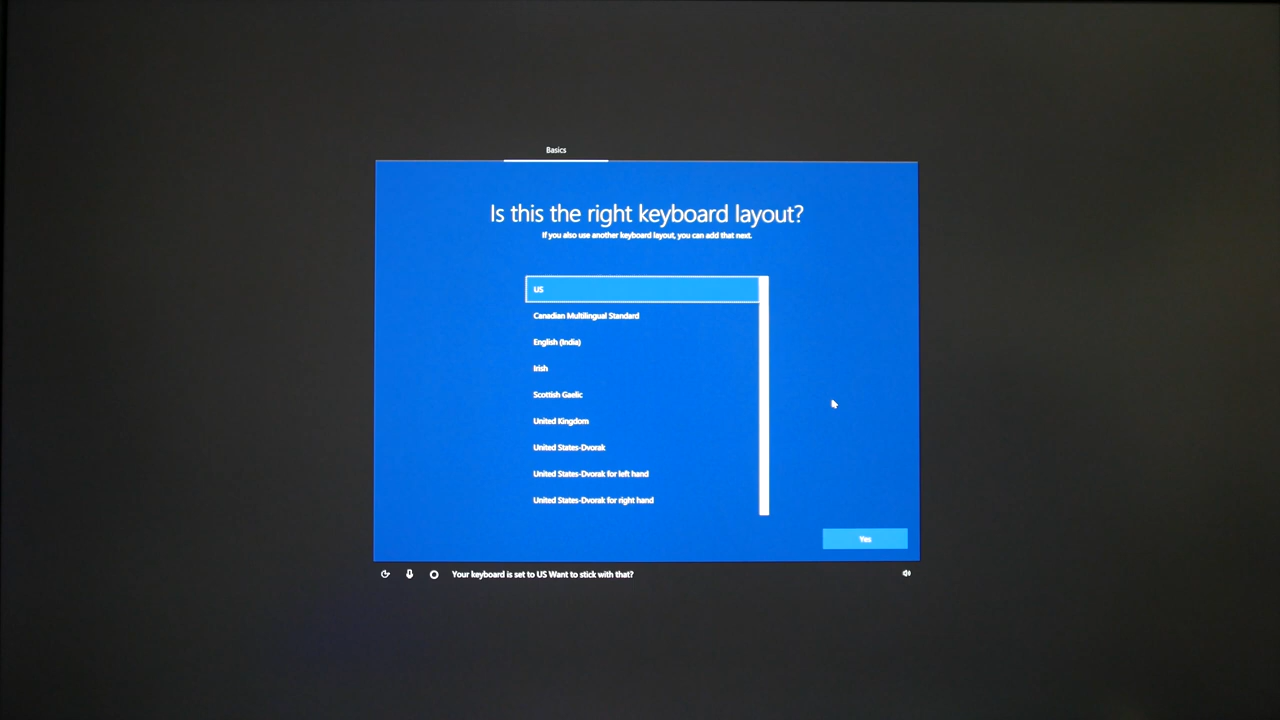 Basics
Is this the right keyboard layout?
If you also use another keyboard layout, you can add that next.
US
Canadian Multilingual Standard
English (India)
Irish
Scottish Gaelic
United Kingdom
United States-Dvorak
United States-Dvorak for left hand
United States-Dvorak for right hand
Yes
Your keyboard is set to US Want to stick with that?